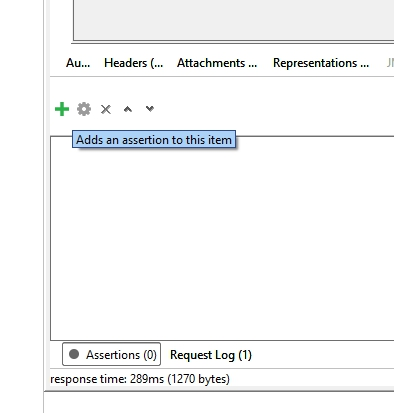 Au... Headers (... Attachments ... Representations ... JM
Adds an assertion to this item
Assertions (0) Request Log (1)
response time: 289ms (1270 bytes)